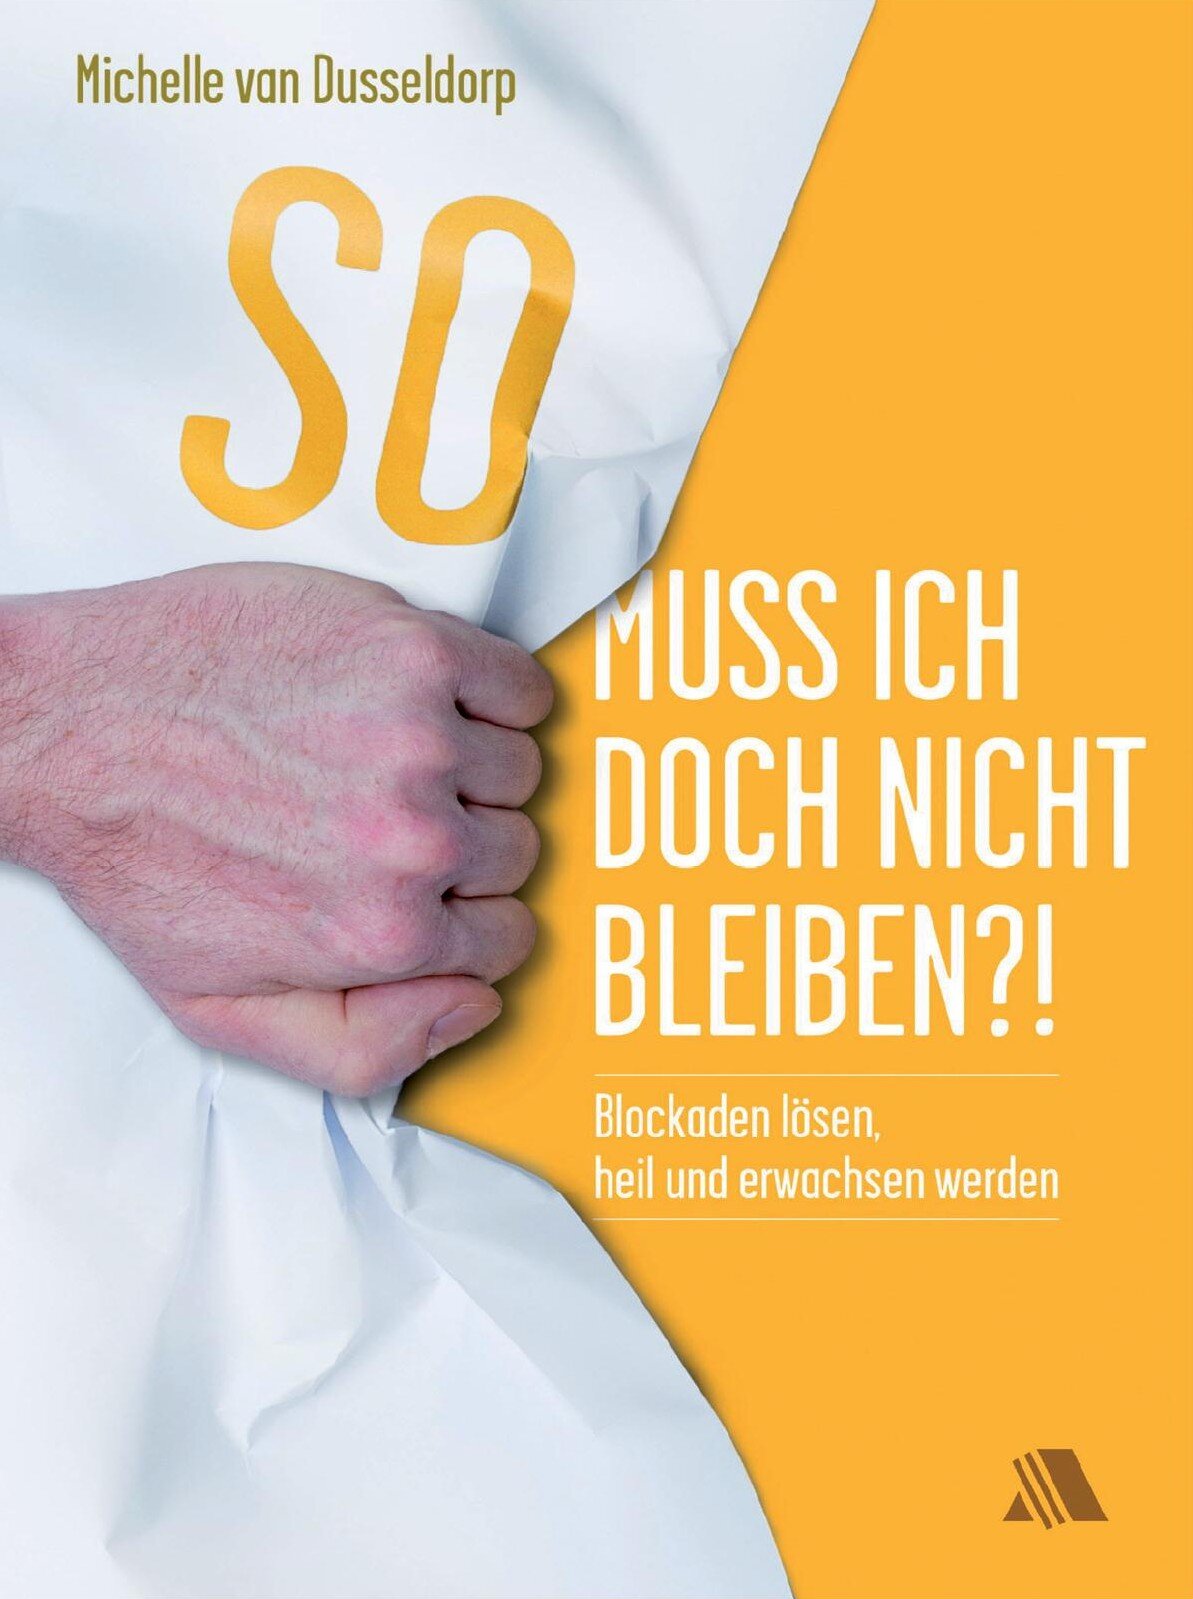 Michelle van Dusseldorp
SO
MUSS ICH
DOCH NICHT
BLEIBEN?!
Blockaden lösen,
heil und erwachsen werden